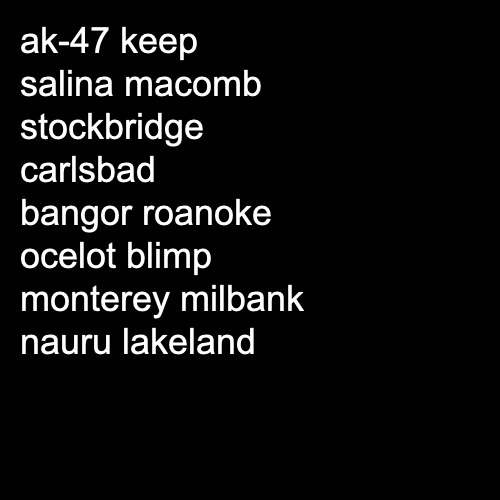 ak-47 keep
salina macomb
stockbridge
carlsbad
bangor roanoke
ocelot blimp
monterey milbank
nauru lakeland